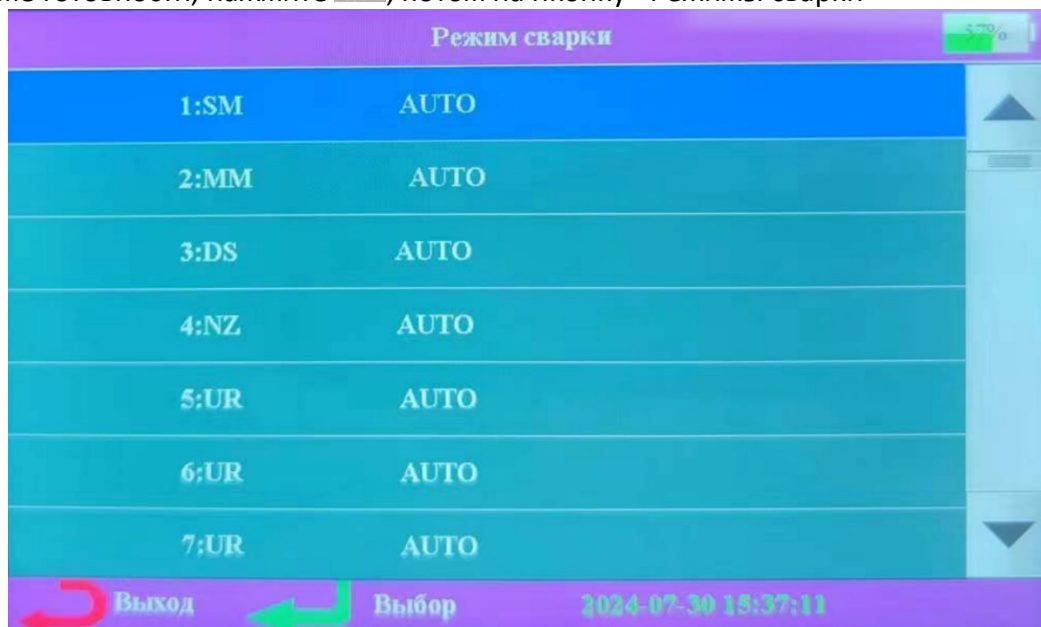 Режим сварки 57%
1:SM AUTO
2:MM AUTO
3:DS AUTO
4:NZ AUTO
5:UR AUTO
6:UR AUTO
7:UR AUTO
Выход Выбор 2024-07-30 15:37:11